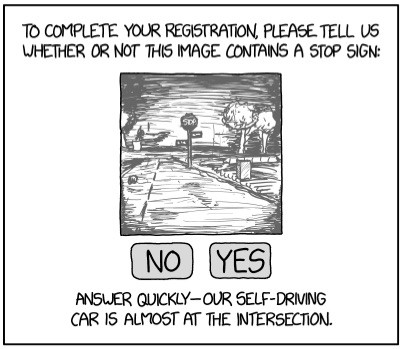 TO COMPLETE YOUR REGISTRATION, PLEASE TELL US
WHETHER OR NOT THIS IMAGE CONTAINS A STOP SIGN:
STOP
NO YES
ANSWER QUICKLY—OUR SELF-DRIVING
CAR IS ALMOST AT THE INTERSECTION.